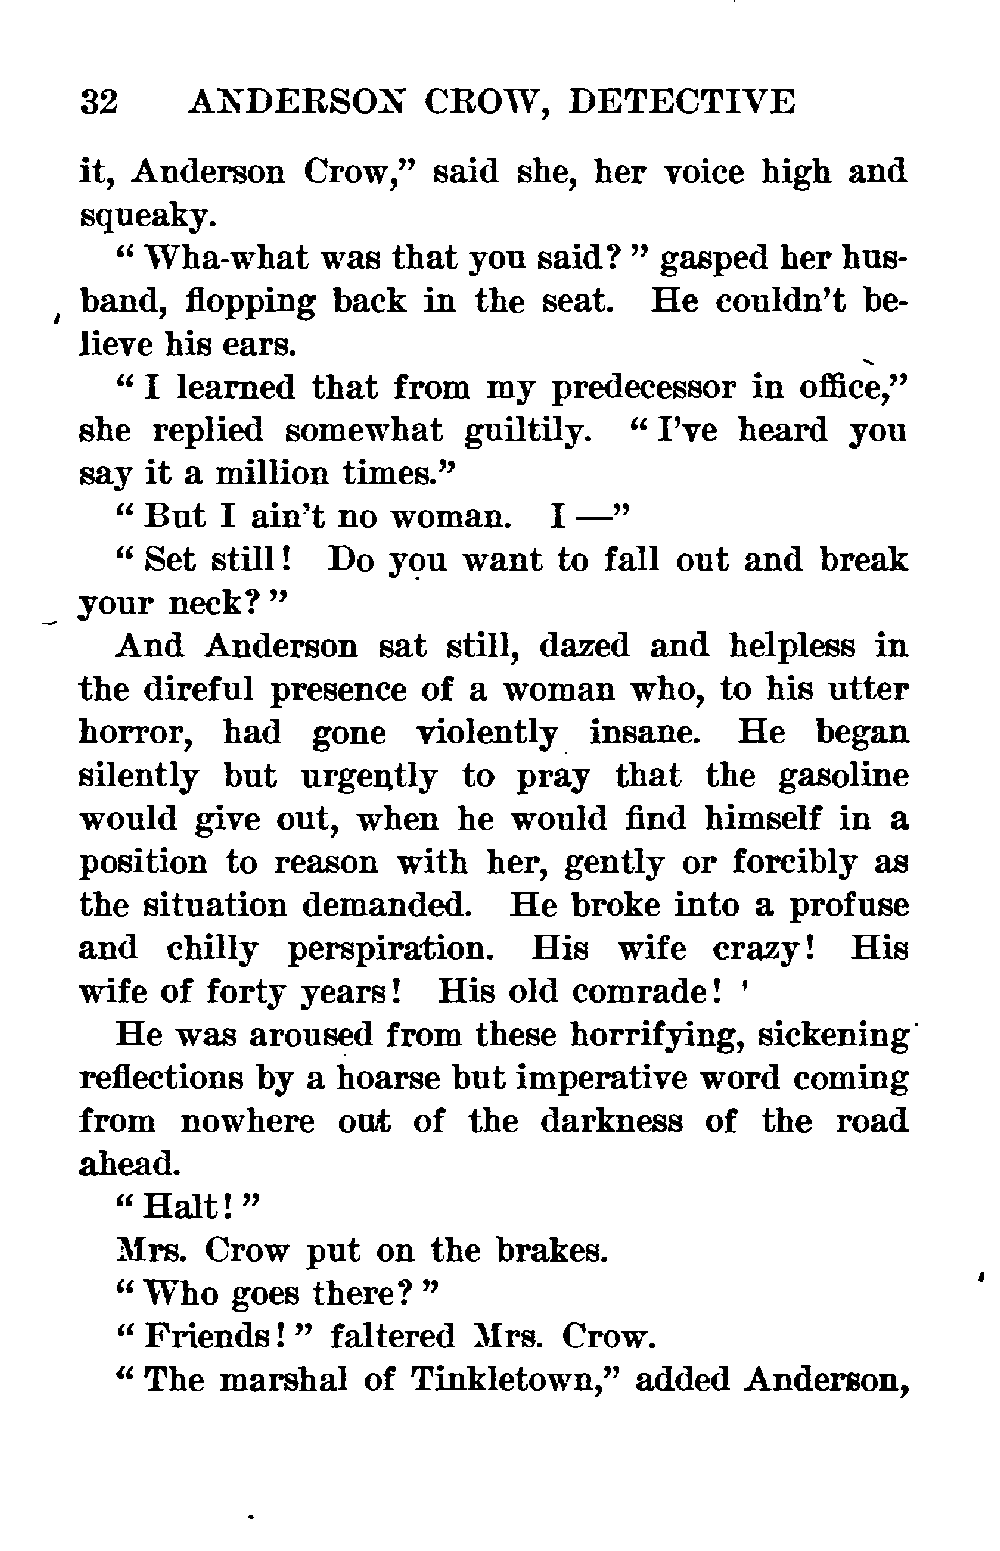 32 ANDERSON CROW, DETECTIVE
it, Anderson Crow,” said she, her voice high and
squeaky.
“ Wha-what was that you said? ” gasped her hus-
band, flopping back in the seat. He couldn’t be-
lieve his ears.
“ I learned that from my predecessor in office,”
she replied somewhat guiltily. “ I’ve heard you
say it a million times.”
“ But I ain’t no woman. I —”
“ Set still! Do you want to fall out and break
your neck? ”
And Anderson sat still, dazed and helpless in
the direful presence of a woman who, to his utter
horror, had gone violently insane. He began
silently but urgently to pray that the gasoline
would give out, when he would find himself in a
position to reason with her, gently or forcibly as
the situation demanded. He broke into a profuse
and chilly perspiration. His wife crazy! His
wife of forty years! His old comrade!
He was aroused from these horrifying, sickening
reflections by a hoarse but imperative word coming
from nowhere out of the darkness of the road
ahead.
“ Halt! ”
Mrs. Crow put on the brakes.
“ Who goes there? ”
“ Friends! ” faltered Mrs. Crow.
“ The marshal of Tinkletown,” added Anderson,